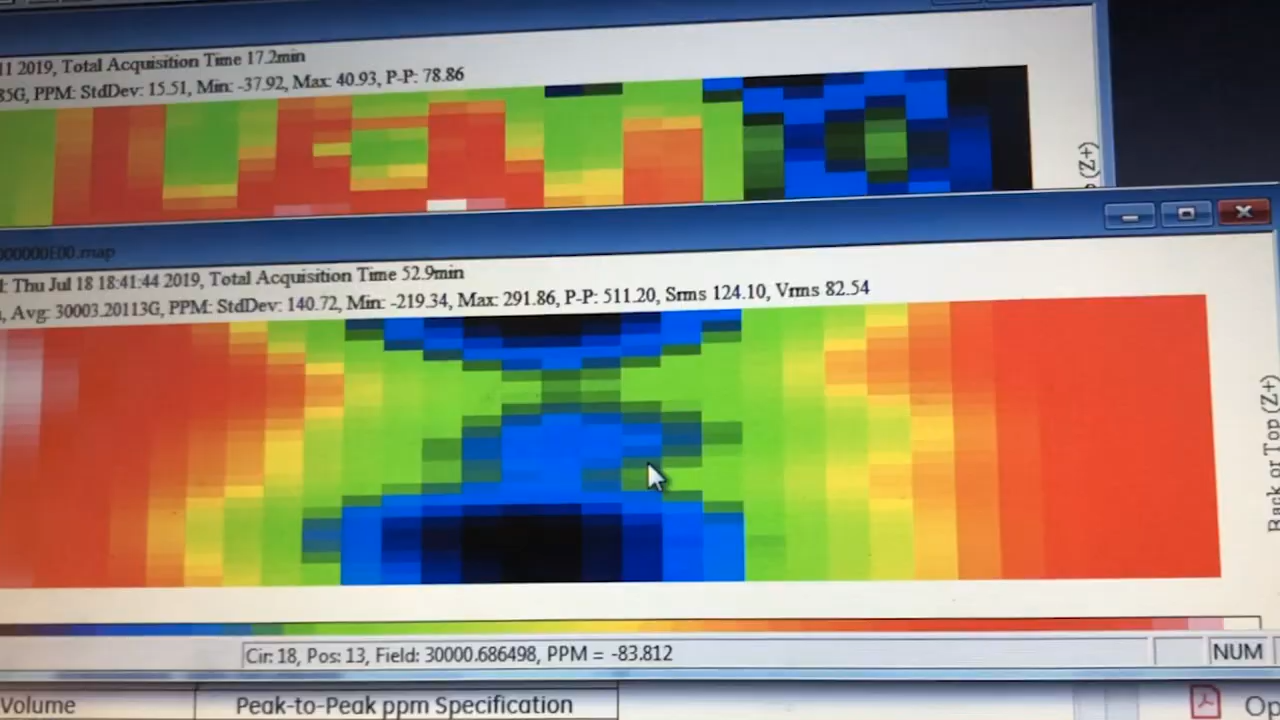 11 2019, Total Acquisition Time 17.2min
85G, PPM: StdDev: 15.51, Min: -37.92, Max: 40.93, P-P: 78.86
(Z+)
000000E00.map
: Thu Jul 18 18:41:44 2019, Total Acquisition Time 52.9min
, Avg: 30003.20113G, PPM: StdDev: 140.72, Min: -219.34, Max: 291.86, P-P: 511.20, Srms 124.10, Vrms 82.54
Back or Top (Z+)
Cir: 18, Pos: 13, Field: 30000.686498, PPM = -83.812
NUM
Volume
Peak-to-Peak ppm Specification
Op